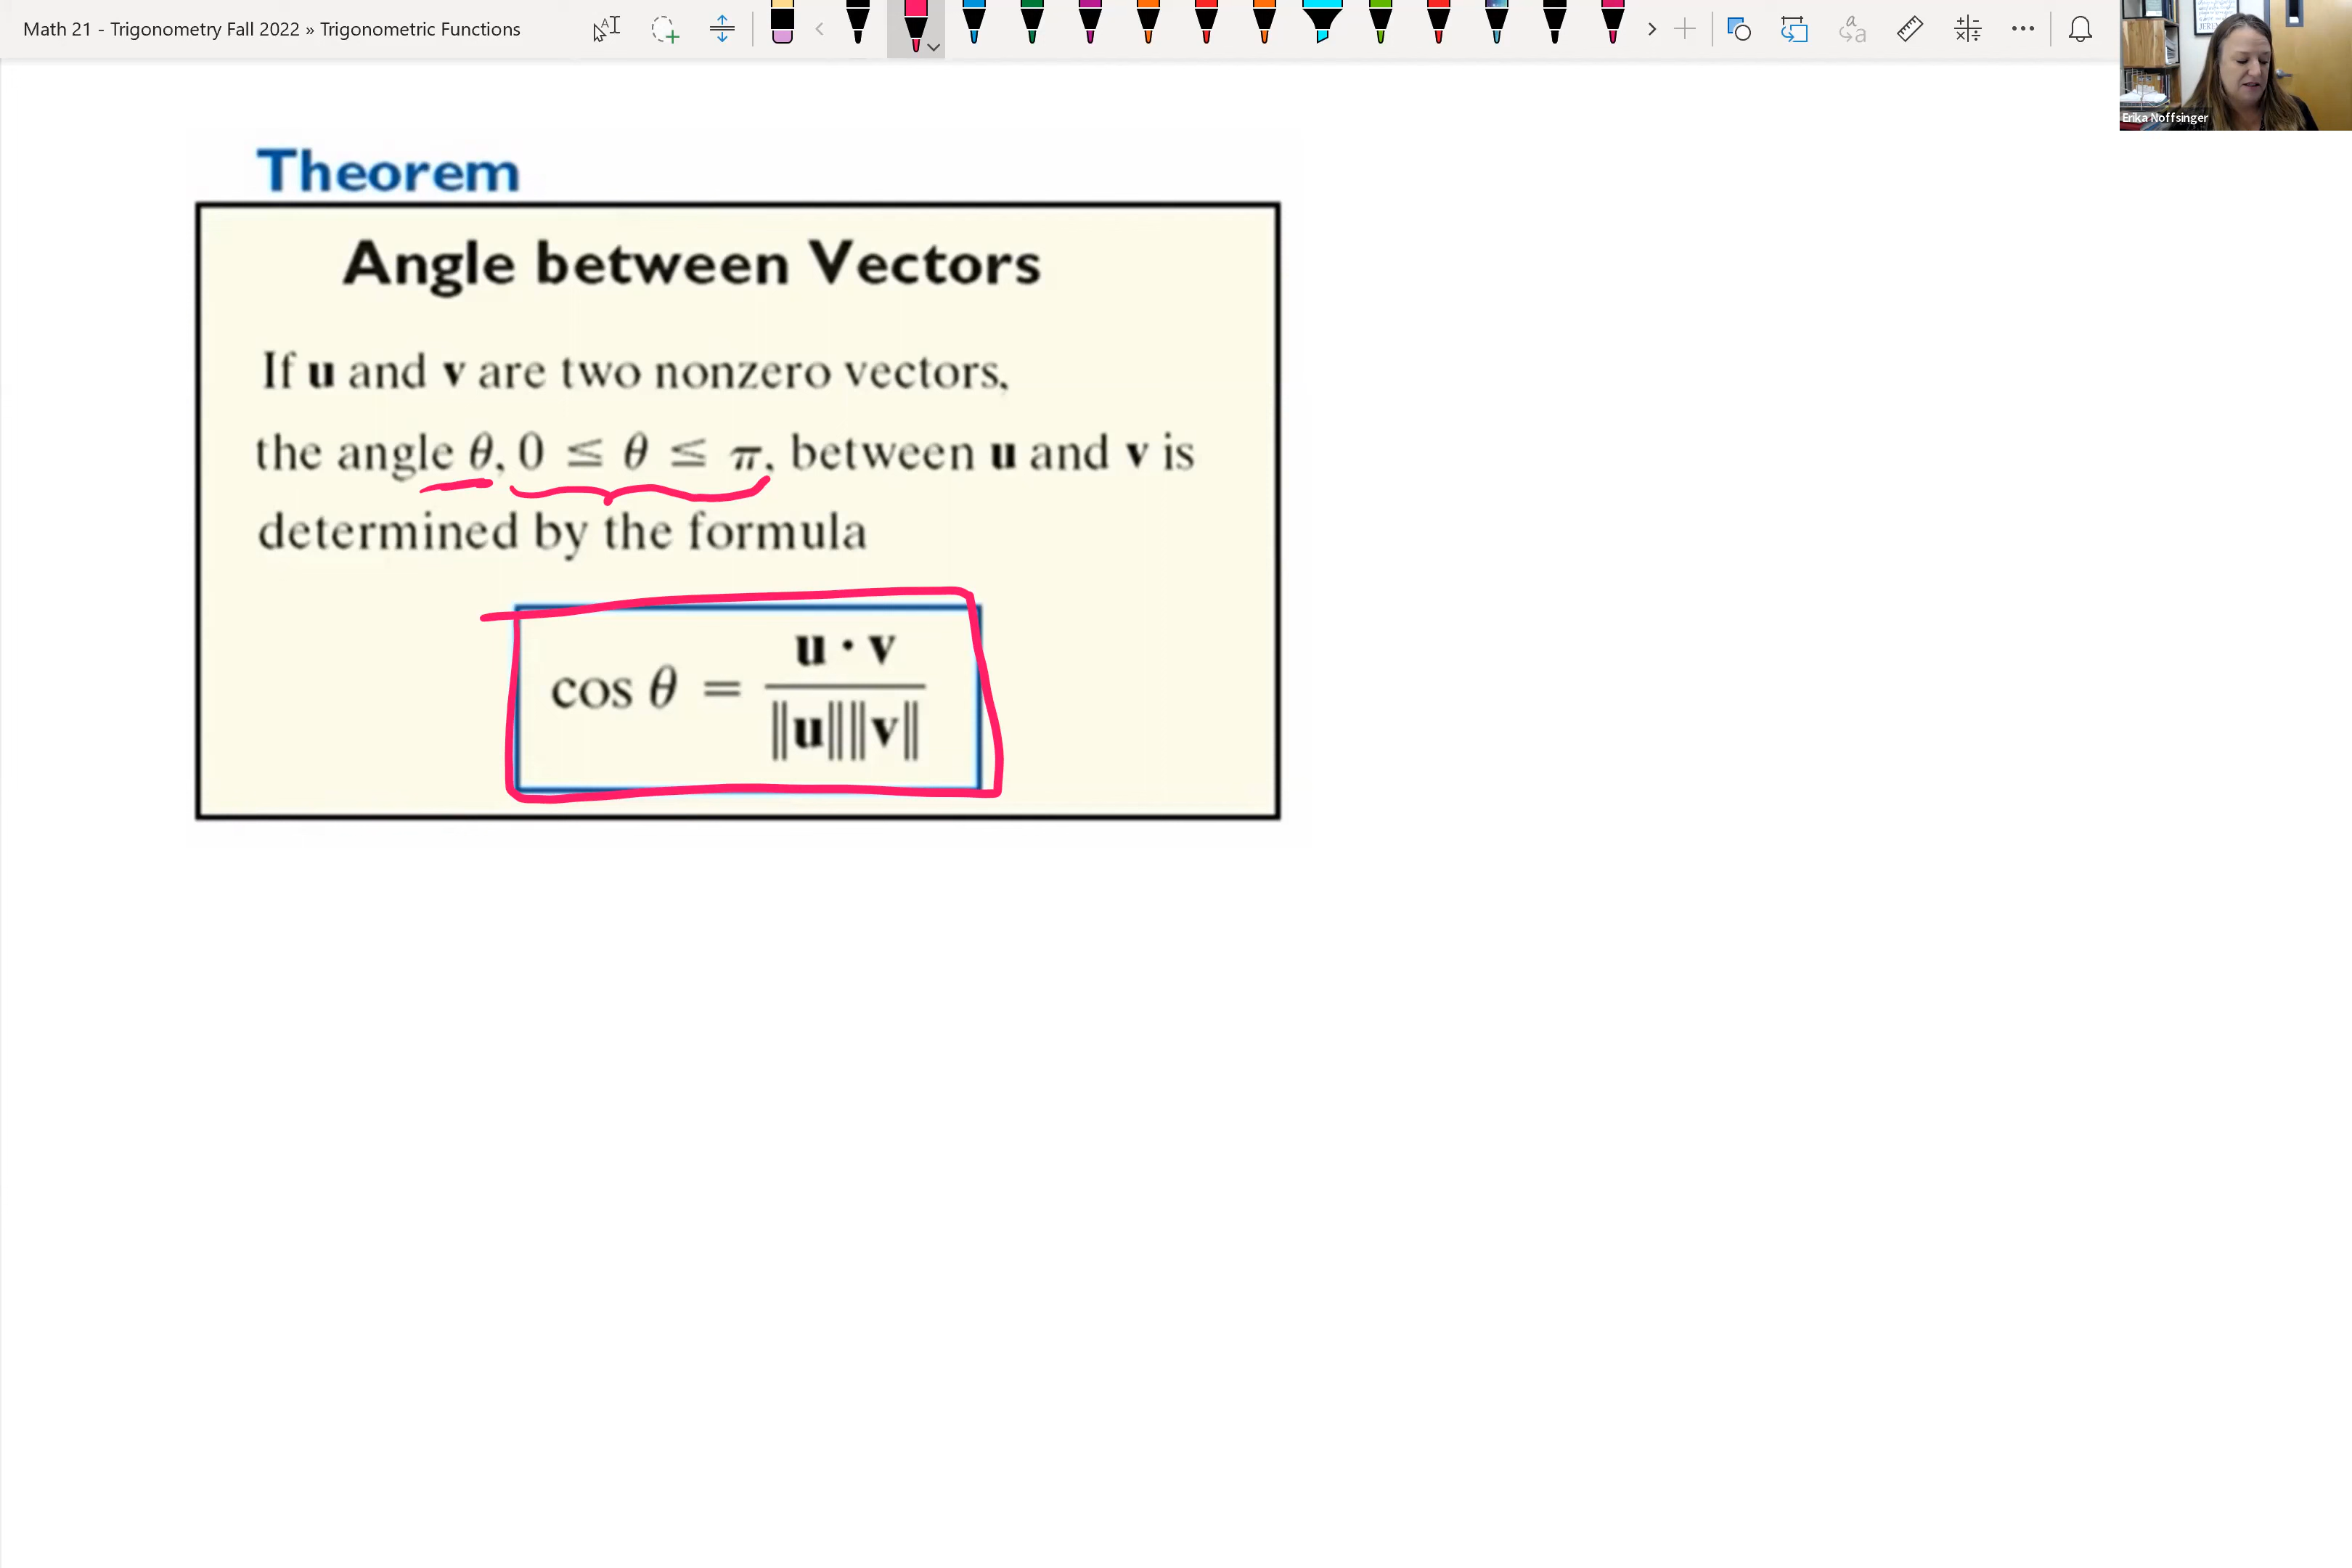 Math 21 - Trigonometry Fall 2022 » Trigonometric Functions
Erika Noffsinger
Theorem
Angle between Vectors
If u and v are two nonzero vectors,
the angle θ, 0 ≤ θ ≤ π, between u and v is
determined by the formula
cos θ = u · v / ‖u‖‖v‖